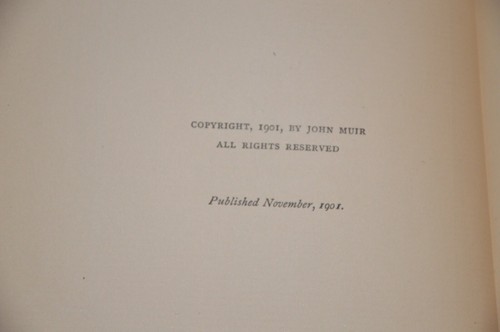 COPYRIGHT, 1901, BY JOHN MUIR
ALL RIGHTS RESERVED
Published November, 1901.